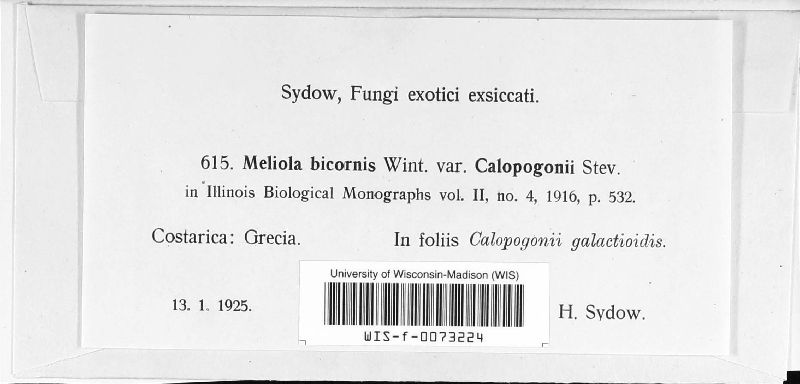 Sydow, Fungi exotici exsiccati.
615. Meliola bicornis Wint. var. Calopogonii Stev.
in Illinois Biological Monographs vol. II, no. 4, 1916, p. 532.
Costarica: Grecia. In foliis Calopogonii galactioidis.
University of Wisconsin-Madison (WIS)
13. 1. 1925. H. Sydow.
WIS-f-0073224